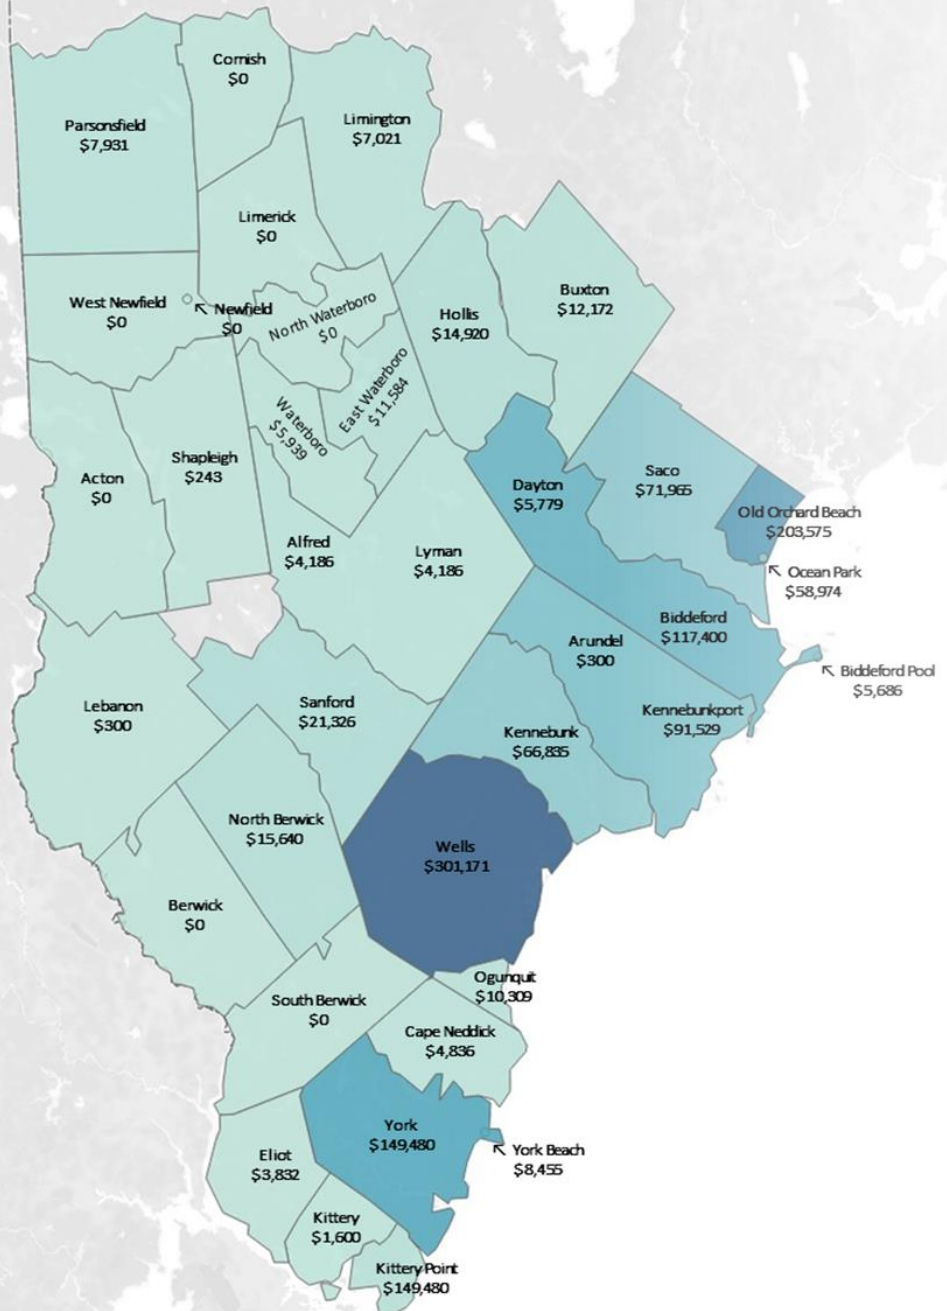 Cornish
$0
Parsonsfield
$7,931
Limington
$7,021
Limerick
$0
West Newfield
$0
Newfield
$0
North Waterboro
$0
Hollis
$14,920
Buxton
$12,172
East Waterboro
$11,584
Waterboro
$5,939
Shapleigh
$243
Acton
$0
Saco
$71,965
Dayton
$5,779
Old Orchard Beach
$203,575
Alfred
$4,186
Lyman
$4,186
Ocean Park
$58,974
Biddeford
$117,400
Arundel
$300
Biddeford Pool
$5,686
Lebanon
$300
Sanford
$21,326
Kennebunkport
$91,529
Kennebunk
$66,835
North Berwick
$15,640
Wells
$301,171
Berwick
$0
Ogunquit
$10,309
South Berwick
$0
Cape Neddick
$4,836
York
$149,480
York Beach
$8,455
Eliot
$3,832
Kittery
$1,600
Kittery Point
$149,480